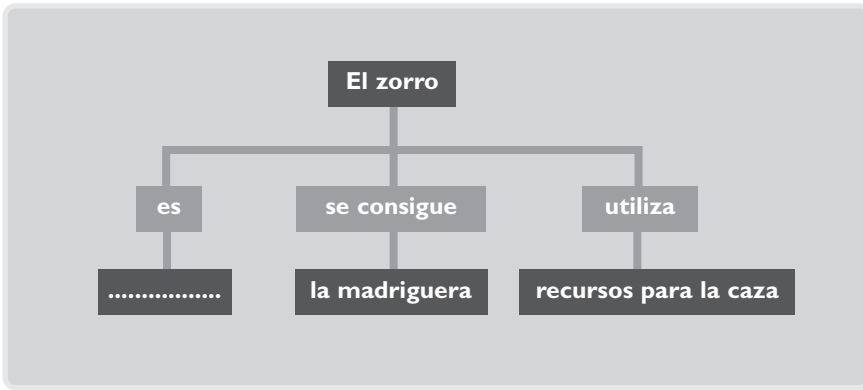 El zorro
es
se consigue
utiliza
.................
la madriguera
recursos para la caza